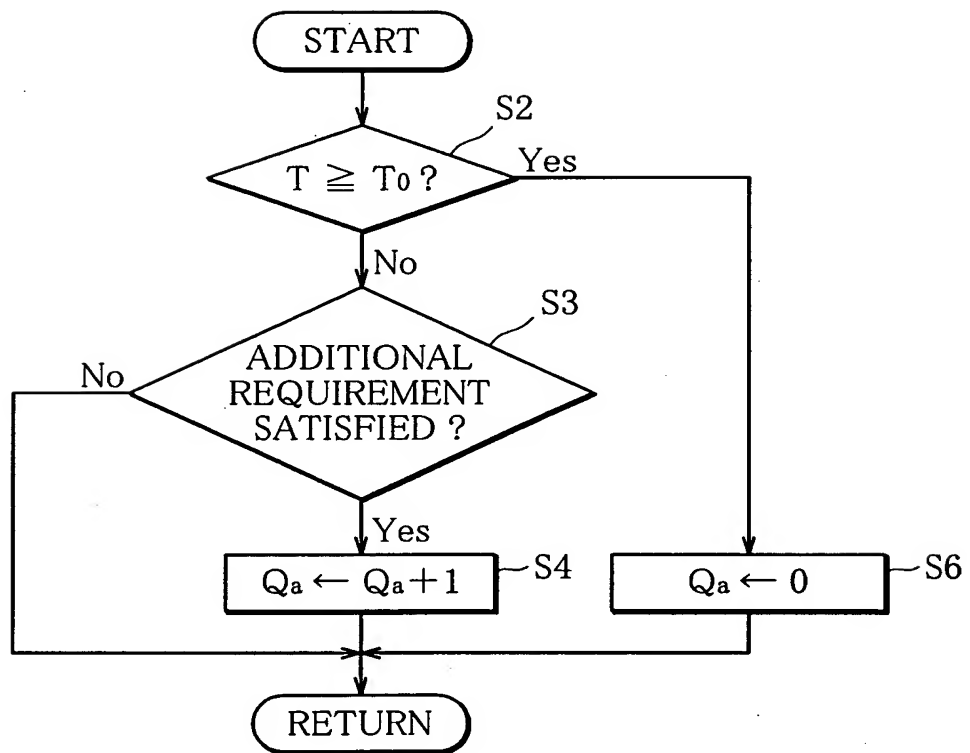 START
S2
T ≧ T0 ?
Yes
No
S3
ADDITIONAL
REQUIREMENT
SATISFIED ?
No
Yes
Qa ← Qa + 1
S4
Qa ← 0
S6
RETURN